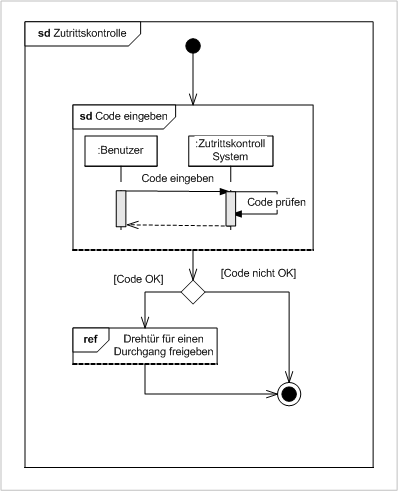 sd Zutrittskontrolle
sd Code eingeben
:Benutzer
:Zutrittskontroll
System
Code eingeben
Code prüfen
[Code OK]
[Code nicht OK]
ref
Drehtür für einen
Durchgang freigeben